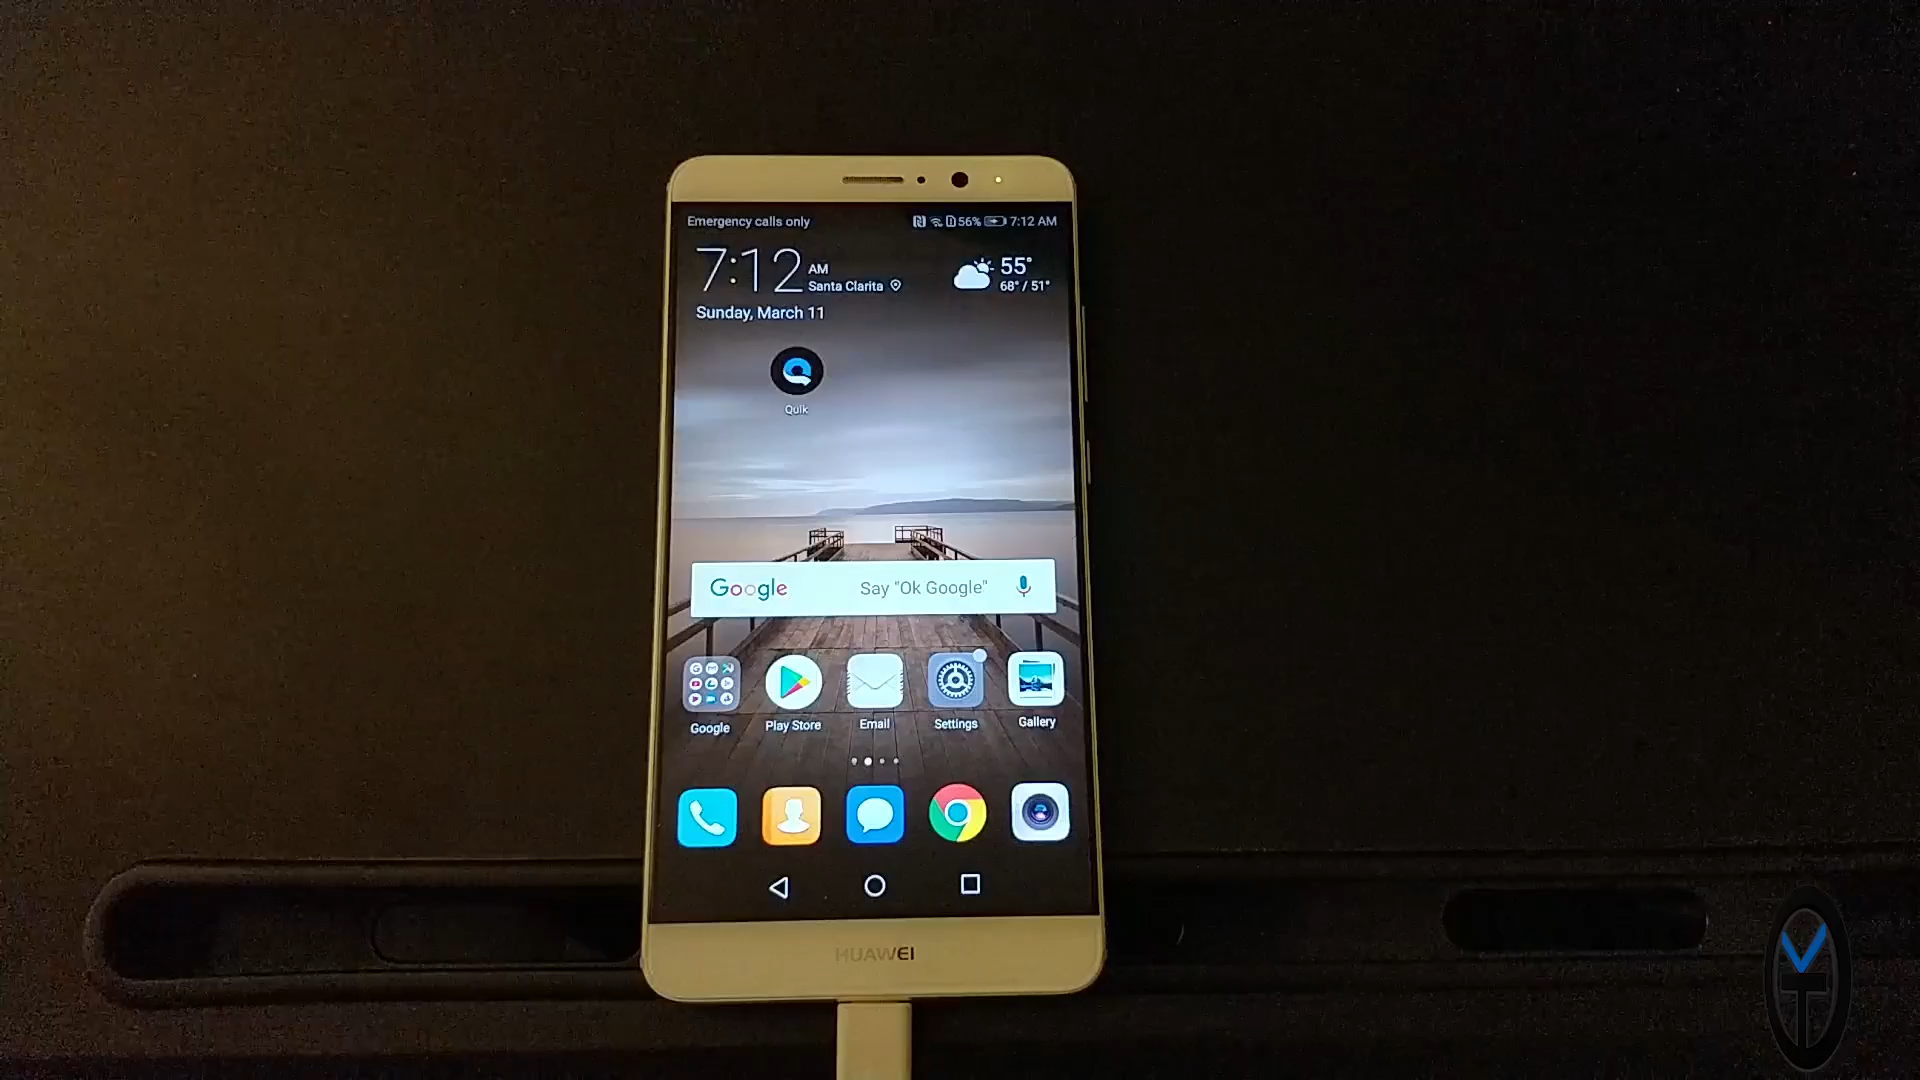 Emergency calls only 56% 7:12 AM
7:12 AM
Santa Clarita
55°
68° / 51°
Sunday, March 11
Quik
Google Say "Ok Google"
Google Play Store Email Settings Gallery
HUAWEI